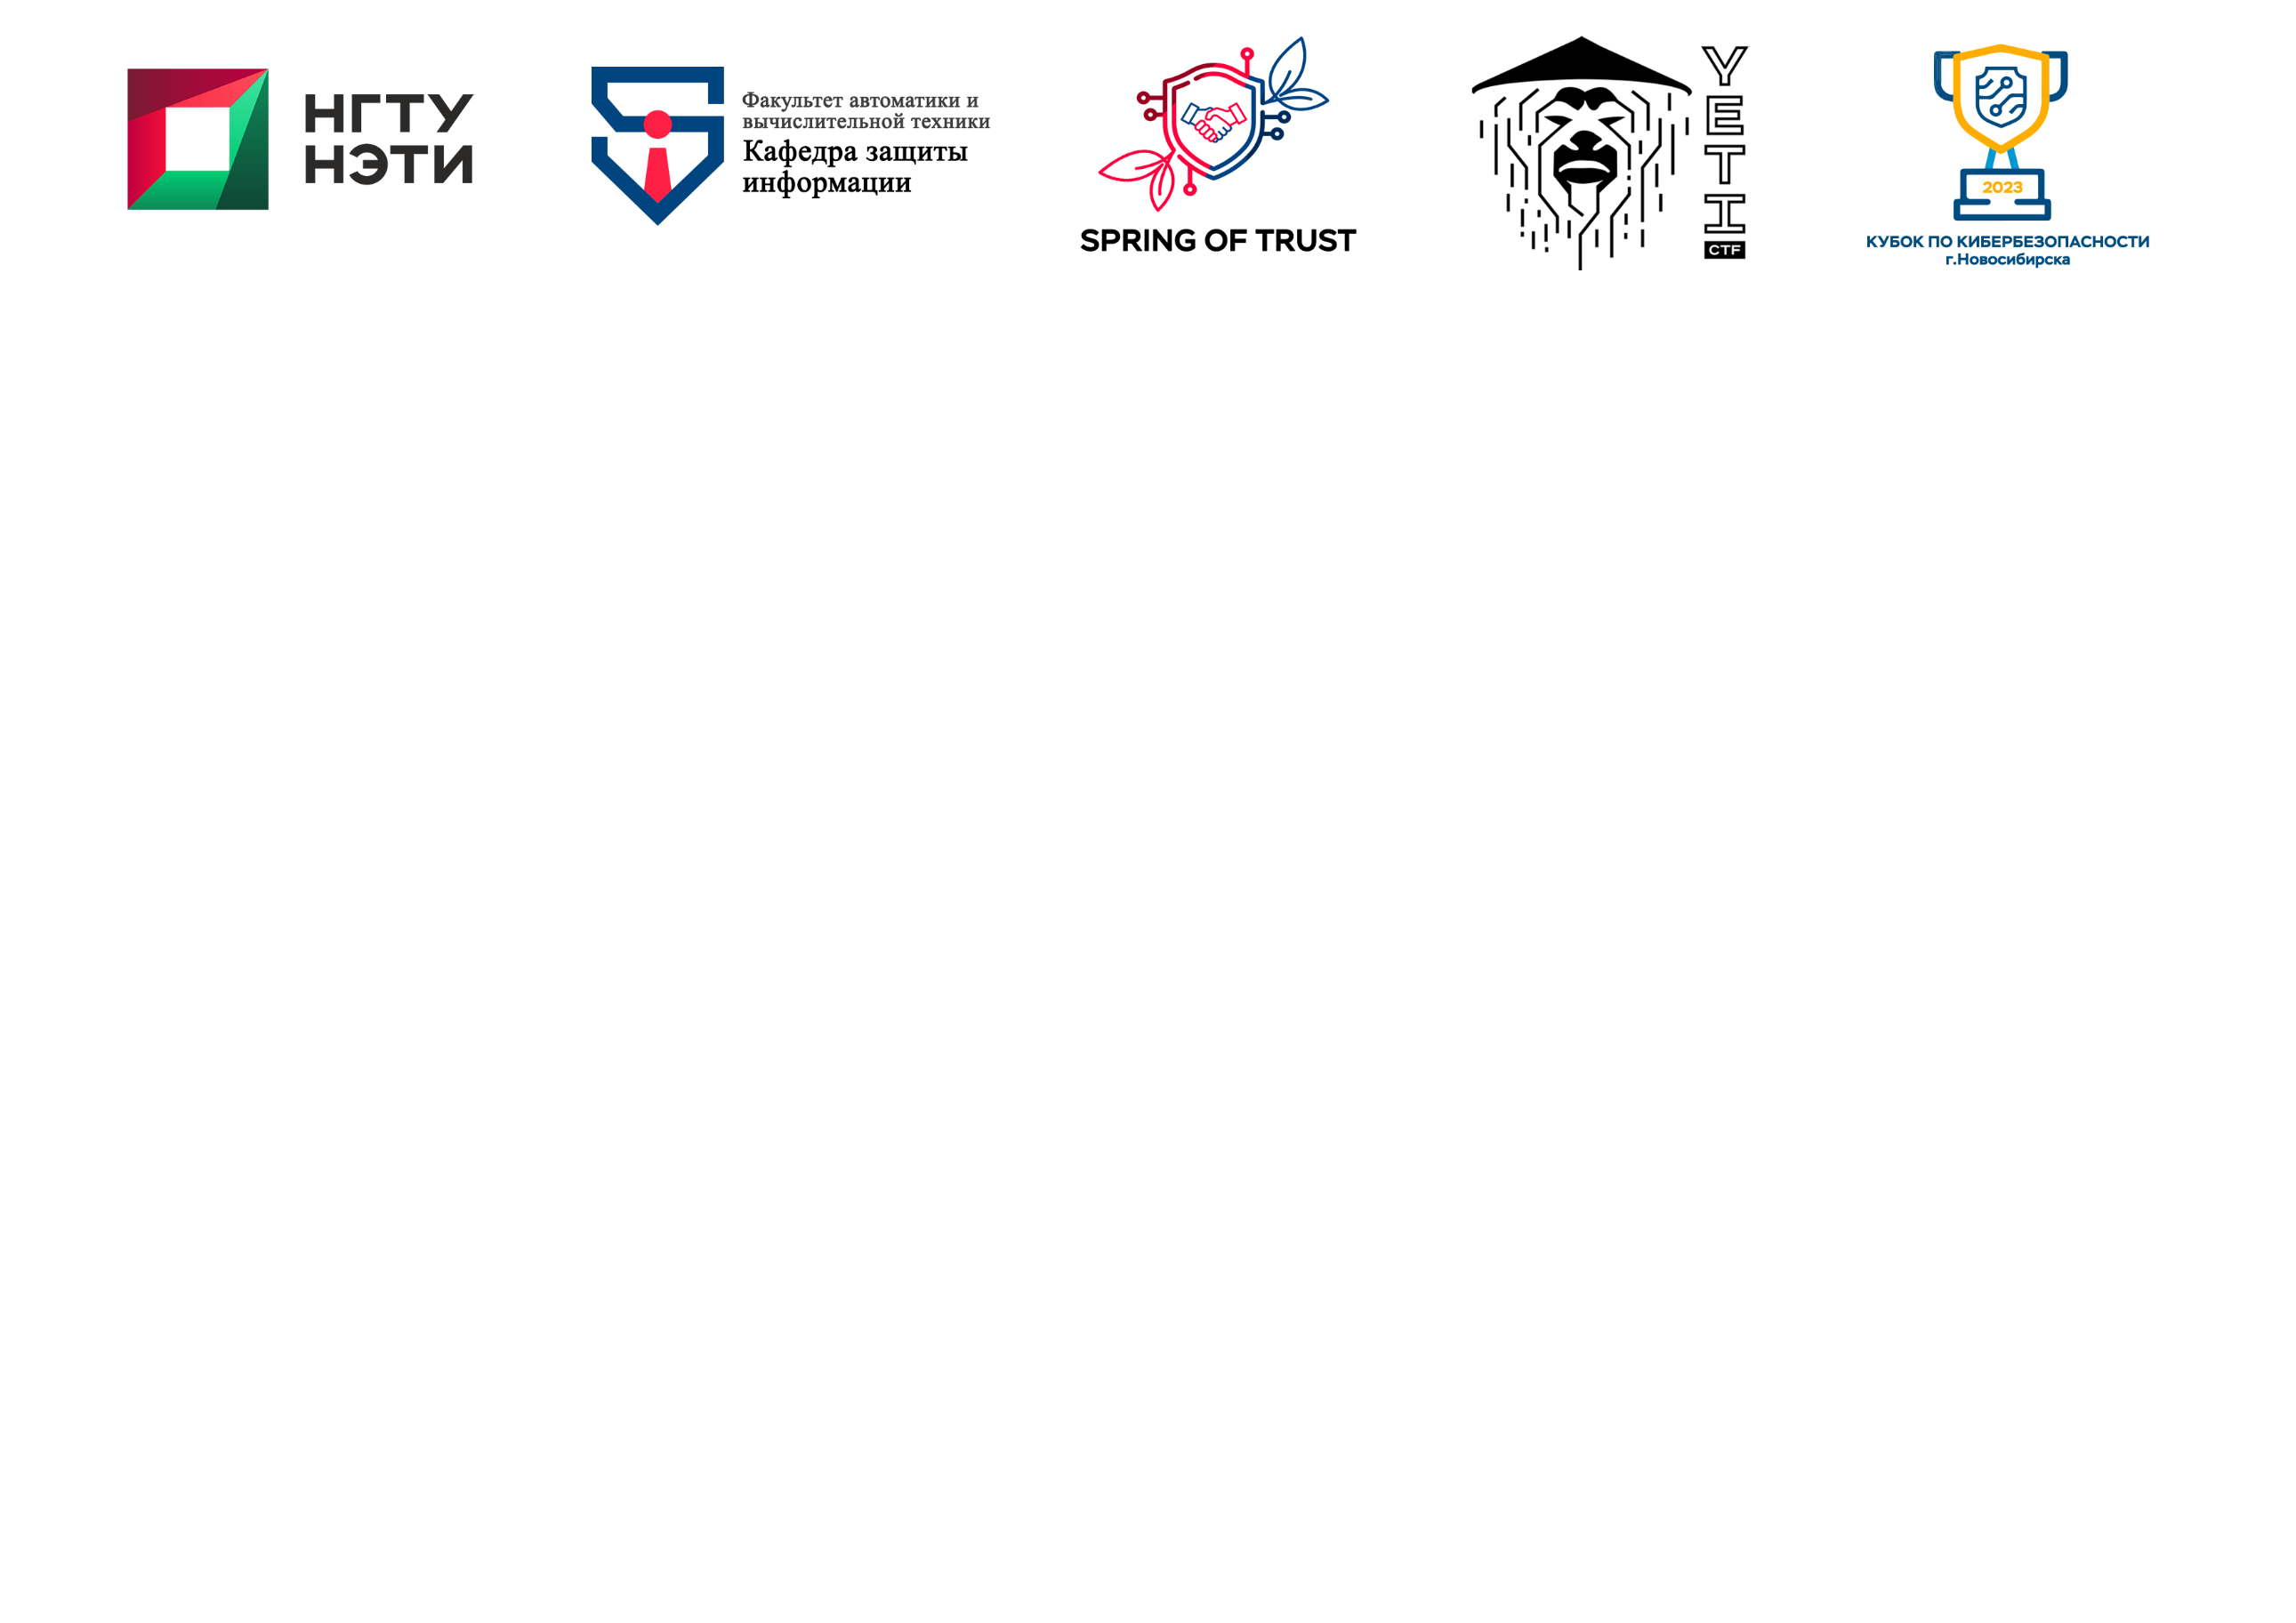 НГТУ
НЭТИ
Факультет автоматики и
вычислительной техники
Кафедра защиты
информации
SPRING OF TRUST
YETI
CTF
2023
КУБОК ПО КИБЕРБЕЗОПАСНОСТИ
г.Новосибирска